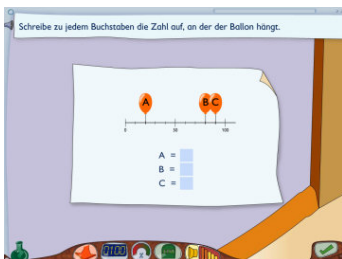 Schreibe zu jedem Buchstaben die Zahl auf, an der der Ballon hängt.
A B C
0 50 100
A =
B =
C =